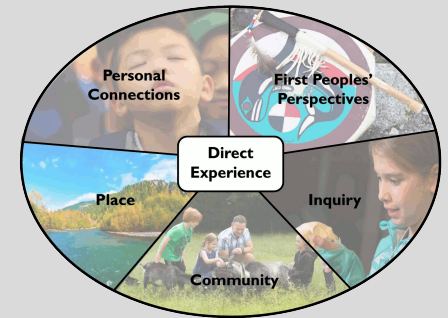 Personal
Connections
First Peoples'
Perspectives
Direct
Experience
Place
Inquiry
Community